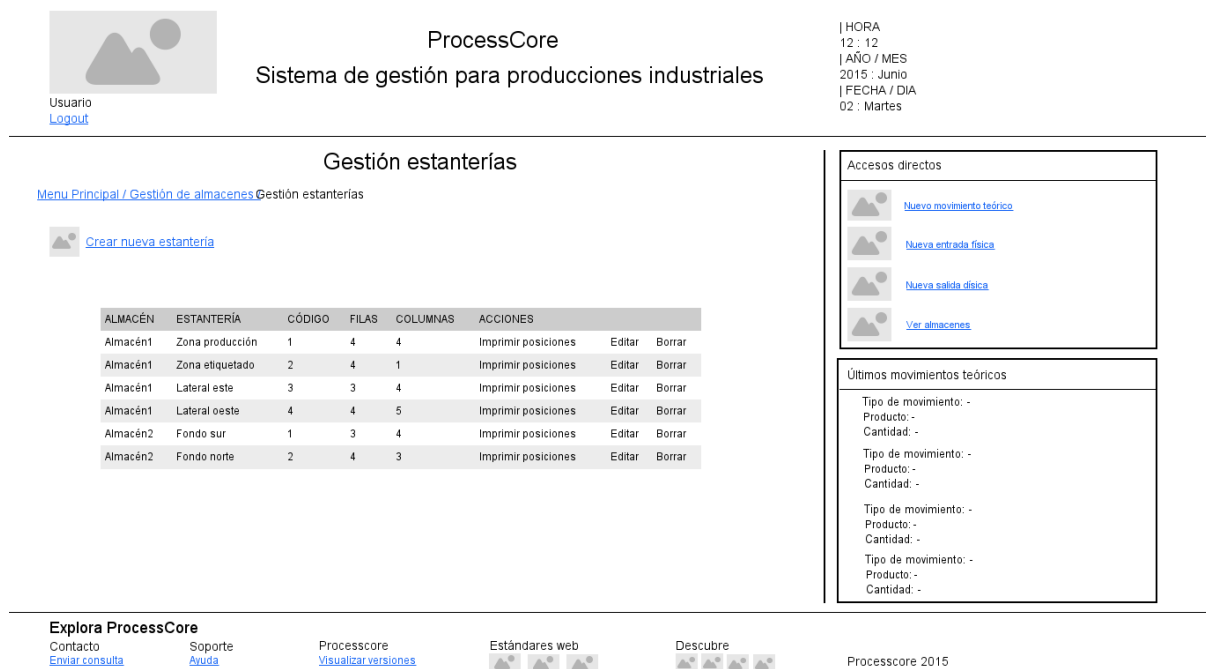 ProcessCore
Sistema de gestión para producciones industriales
Usuario
Logout
| HORA
12 : 12
| AÑO / MES
2015 : Junio
| FECHA / DIA
02 : Martes
Gestión estanterías
Menu Principal / Gestión de almacenes / Gestión estanterías
Crear nueva estantería
ALMACÉN ESTANTERÍA CÓDIGO FILAS COLUMNAS ACCIONES
Almacén1 Zona producción 1 4 4 Imprimir posiciones Editar Borrar
Almacén1 Zona etiquetado 2 4 1 Imprimir posiciones Editar Borrar
Almacén1 Lateral este 3 3 4 Imprimir posiciones Editar Borrar
Almacén1 Lateral oeste 4 4 5 Imprimir posiciones Editar Borrar
Almacén2 Fondo sur 1 3 4 Imprimir posiciones Editar Borrar
Almacén2 Fondo norte 2 4 3 Imprimir posiciones Editar Borrar
Accesos directos
Nuevo movimiento teórico
Nueva entrada física
Nueva salida dísica
Ver almacenes
Últimos movimientos teóricos
Tipo de movimiento: -
Producto: -
Cantidad: -
Tipo de movimiento: -
Producto: -
Cantidad: -
Tipo de movimiento: -
Producto: -
Cantidad: -
Tipo de movimiento: -
Producto: -
Cantidad: -
Explora ProcessCore
Contacto Soporte Processcore Estándares web Descubre
Enviar consulta Ayuda Visualizar versiones Processcore 2015